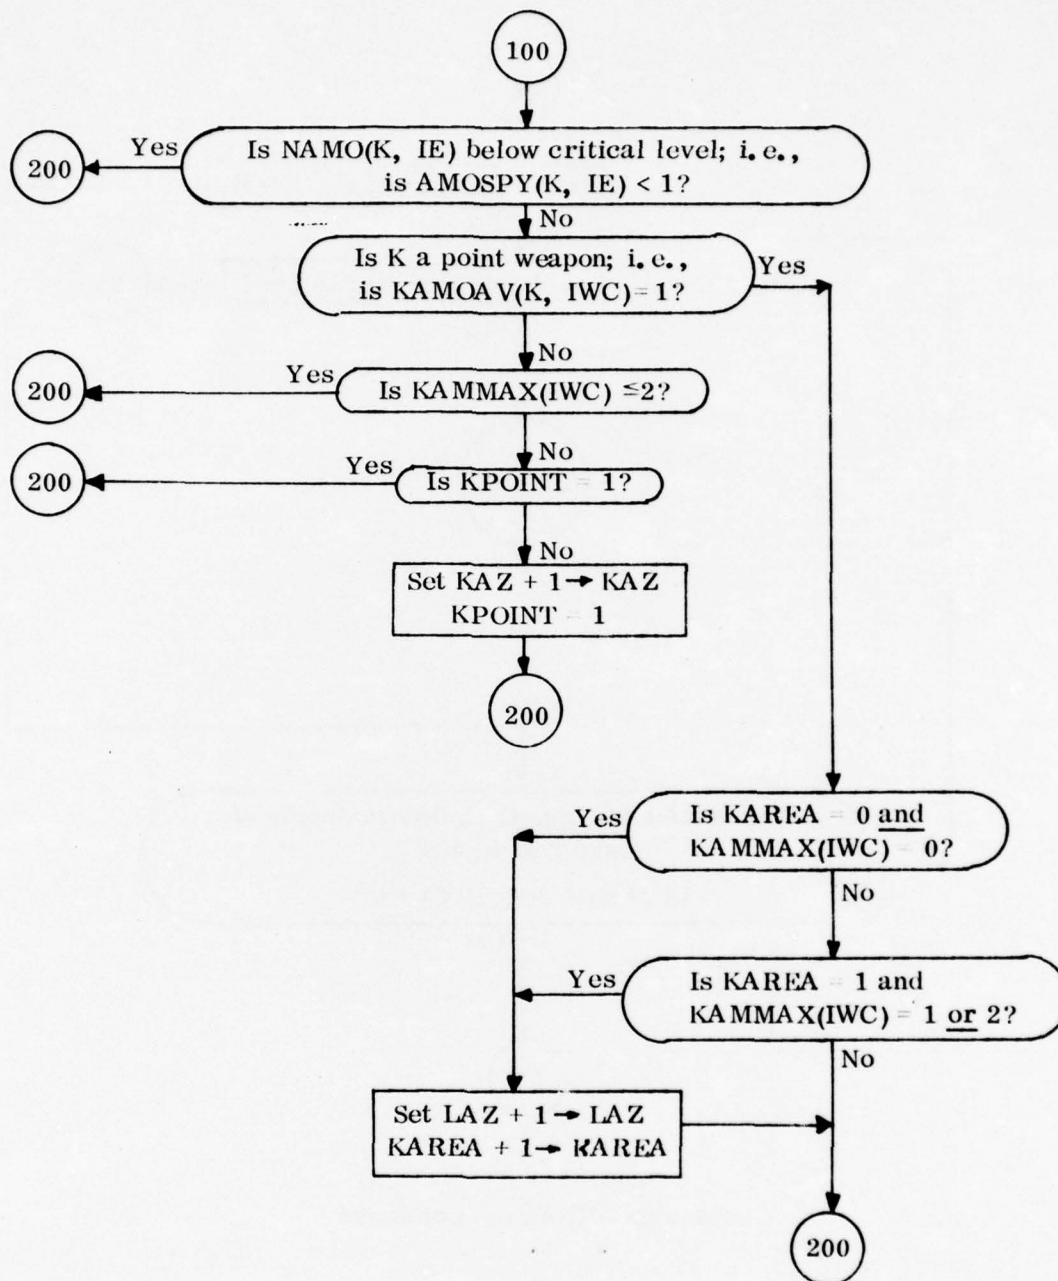 100
Yes
200
Is NAMO(K, IE) below critical level; i.e.,
is AMOSPY(K, IE) < 1?
No
Is K a point weapon; i.e.,
is KAMOAV(K, IWC) = 1?
Yes
No
Yes
200
Is KAMMAX(IWC) ≤2?
No
Yes
200
Is KPOINT = 1?
No
Set KAZ + 1 → KAZ
KPOINT = 1
200
Yes
Is KAREA = 0 and
KAMMAX(IWC) = 0?
No
Yes
Is KAREA = 1 and
KAMMAX(IWC) = 1 or 2?
No
Set LAZ + 1 → LAZ
KAREA + 1 → KAREA
200